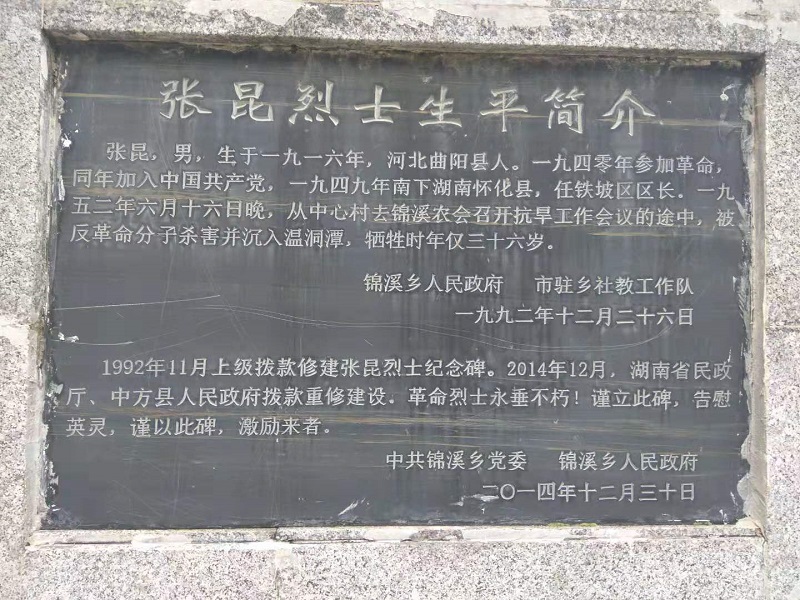 张昆烈士生平简介
张昆，男，生于一九一六年，河北曲阳县人。一九四零年参加革命，
同年加入中国共产党，一九四九年南下湖南怀化县，任铁坡区区长。一九
五二年六月十六日晚，从中心村去锦溪农会召开抗旱工作会议的途中，被
反革命分子杀害并沉入温洞潭，牺牲时年仅三十六岁。
锦溪乡人民政府 市驻乡社教工作队
一九九二年十二月二十六日
1992年11月上级拨款修建张昆烈士纪念碑。2014年12月，湖南省民政
厅、中方县人民政府拨款重修建设．革命烈士永垂不朽！谨立此碑，告慰
英灵，谨以此碑，激励来者。
中共锦溪乡党委 锦溪乡人民政府
二〇一四年十二月三十日